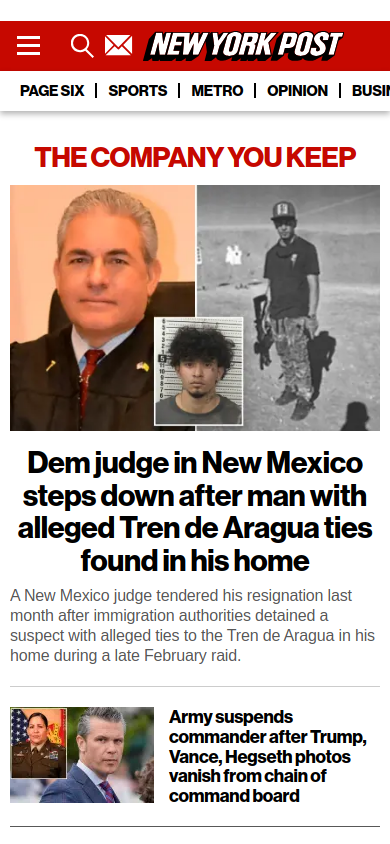 NEW YORK POST
PAGE SIX
SPORTS
METRO
OPINION
BUSI
THE COMPANY YOU KEEP
Dem judge in New Mexico
steps down after man with
alleged Tren de Aragua ties
found in his home
A New Mexico judge tendered his resignation last
month after immigration authorities detained a
suspect with alleged ties to the Tren de Aragua in his
home during a late February raid.
Army suspends
commander after Trump,
Vance, Hegseth photos
vanish from chain of
command board